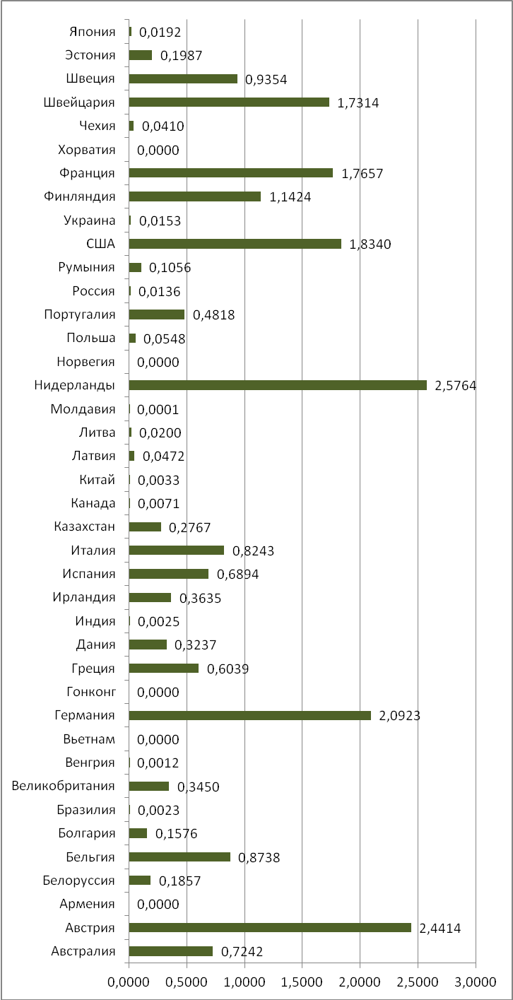 Япония 0,0192
Эстония 0,1987
Швеция 0,9354
Швейцария 1,7314
Чехия 0,0410
Хорватия 0,0000
Франция 1,7657
Финляндия 1,1424
Украина 0,0153
США 1,8340
Румыния 0,1056
Россия 0,0136
Португалия 0,4818
Польша 0,0548
Норвегия 0,0000
Нидерланды 2,5764
Молдавия 0,0001
Литва 0,0200
Латвия 0,0472
Китай 0,0033
Канада 0,0071
Казахстан 0,2767
Италия 0,8243
Испания 0,6894
Ирландия 0,3635
Индия 0,0025
Дания 0,3237
Греция 0,6039
Гонконг 0,0000
Германия 2,0923
Вьетнам 0,0000
Венгрия 0,0012
Великобритания 0,3450
Бразилия 0,0023
Болгария 0,1576
Бельгия 0,8738
Белоруссия 0,1857
Армения 0,0000
Австрия 2,4414
Австралия 0,7242
0,0000 0,5000 1,0000 1,5000 2,0000 2,5000 3,0000